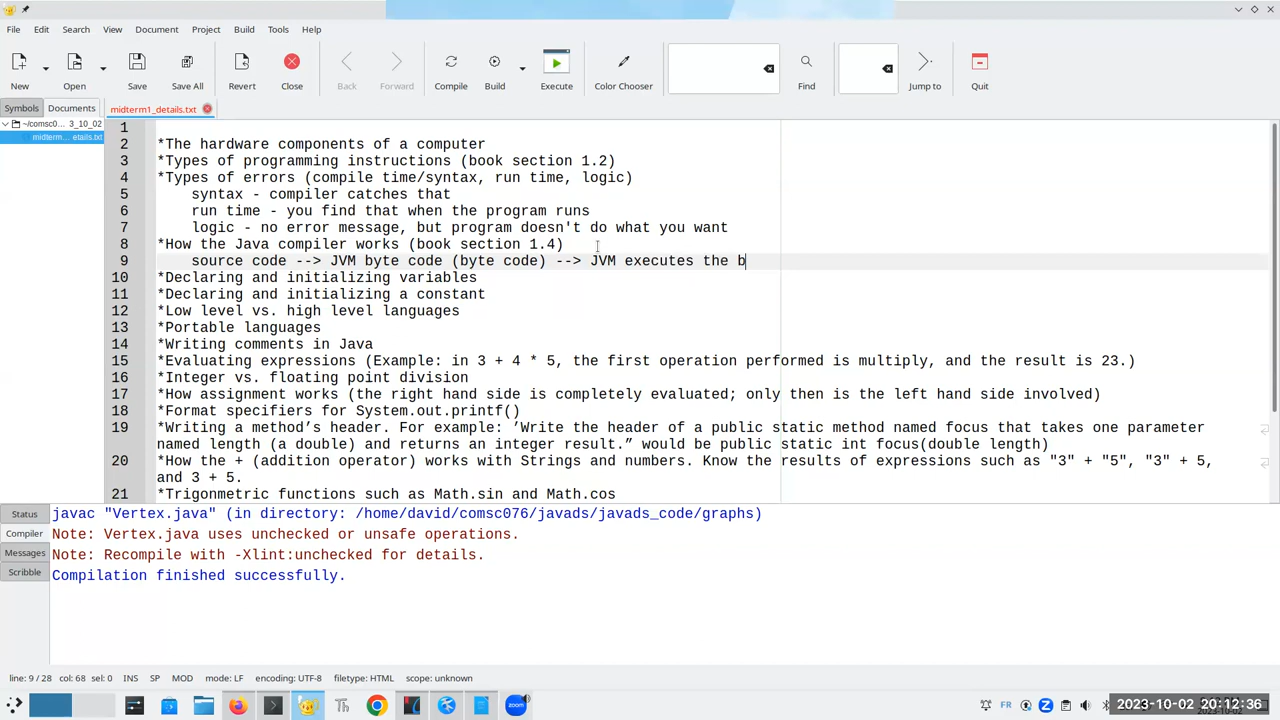 File Edit Search View Document Project Build Tools Help
New Open Save Save All Revert Close Back Forward Compile Build Execute Color Chooser Find Jump to Quit
Symbols Documents midterm1_details.txt
~/comsc0... 3_10_02
midterm... etails.txt
1
2 *The hardware components of a computer
3 *Types of programming instructions (book section 1.2)
4 *Types of errors (compile time/syntax, run time, logic)
5 syntax - compiler catches that
6 run time - you find that when the program runs
7 logic - no error message, but program doesn't do what you want
8 *How the Java compiler works (book section 1.4)
9 source code --> JVM byte code (byte code) --> JVM executes the b
10 *Declaring and initializing variables
11 *Declaring and initializing a constant
12 *Low level vs. high level languages
13 *Portable languages
14 *Writing comments in Java
15 *Evaluating expressions (Example: in 3 + 4 * 5, the first operation performed is multiply, and the result is 23.)
16 *Integer vs. floating point division
17 *How assignment works (the right hand side is completely evaluated; only then is the left hand side involved)
18 *Format specifiers for System.out.printf()
19 *Writing a method’s header. For example: ‘Write the header of a public static method named focus that takes one parameter
named length (a double) and returns an integer result.” would be public static int focus(double length)
20 *How the + (addition operator) works with Strings and numbers. Know the results of expressions such as "3" + "5", "3" + 5,
and 3 + 5.
21 *Trigonmetric functions such as Math.sin and Math.cos
Status
Compiler
Messages
Scribble
javac "Vertex.java" (in directory: /home/david/comsc076/javads/javads_code/graphs)
Note: Vertex.java uses unchecked or unsafe operations.
Note: Recompile with -Xlint:unchecked for details.
Compilation finished successfully.
line: 9 / 28 col: 68 sel: 0 INS SP MOD mode: LF encoding: UTF-8 filetype: HTML scope: unknown
Th zoom FR 2023-10-02 20:12:36